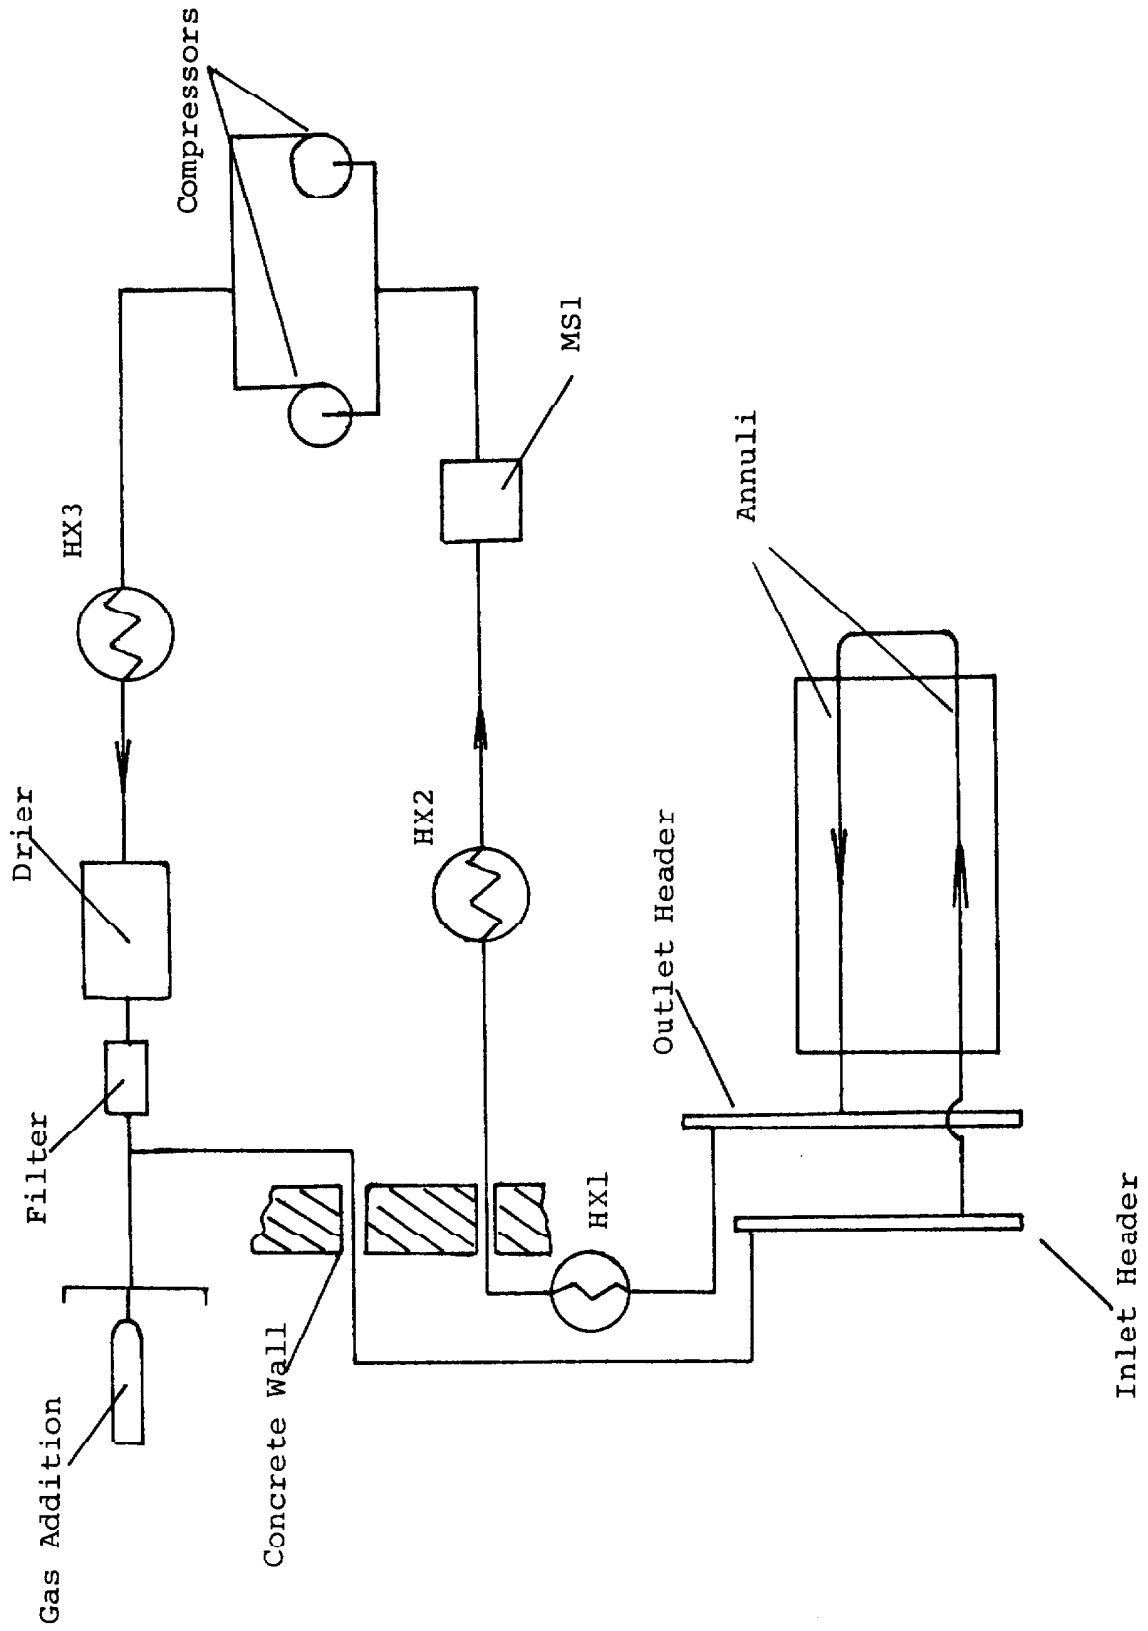 Gas Addition
Filter
Drier
HX3
Compressors
Concrete Wall
HX2
MS1
HX1
Outlet Header
Annuli
Inlet Header